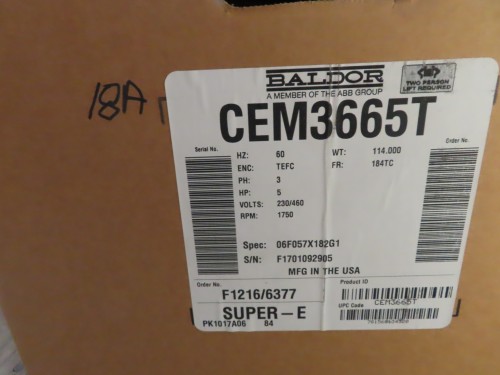 18A
BALDOR
A MEMBER OF THE ABB GROUP
TWO PERSON
LIFT REQUIRED
CEM3665T
Serial No.
Order No.
HZ: 60 WT: 114.000
ENC: TEFC FR: 184TC
PH: 3
HP: 5
VOLTS: 230/460
RPM: 1750
Spec: 06F057X182G1
S/N: F1701092905
MFG IN THE USA
Order No.
Product ID
F1216/6377
CEM3665T
UPC Code
SUPER-E
PK1017A06 84